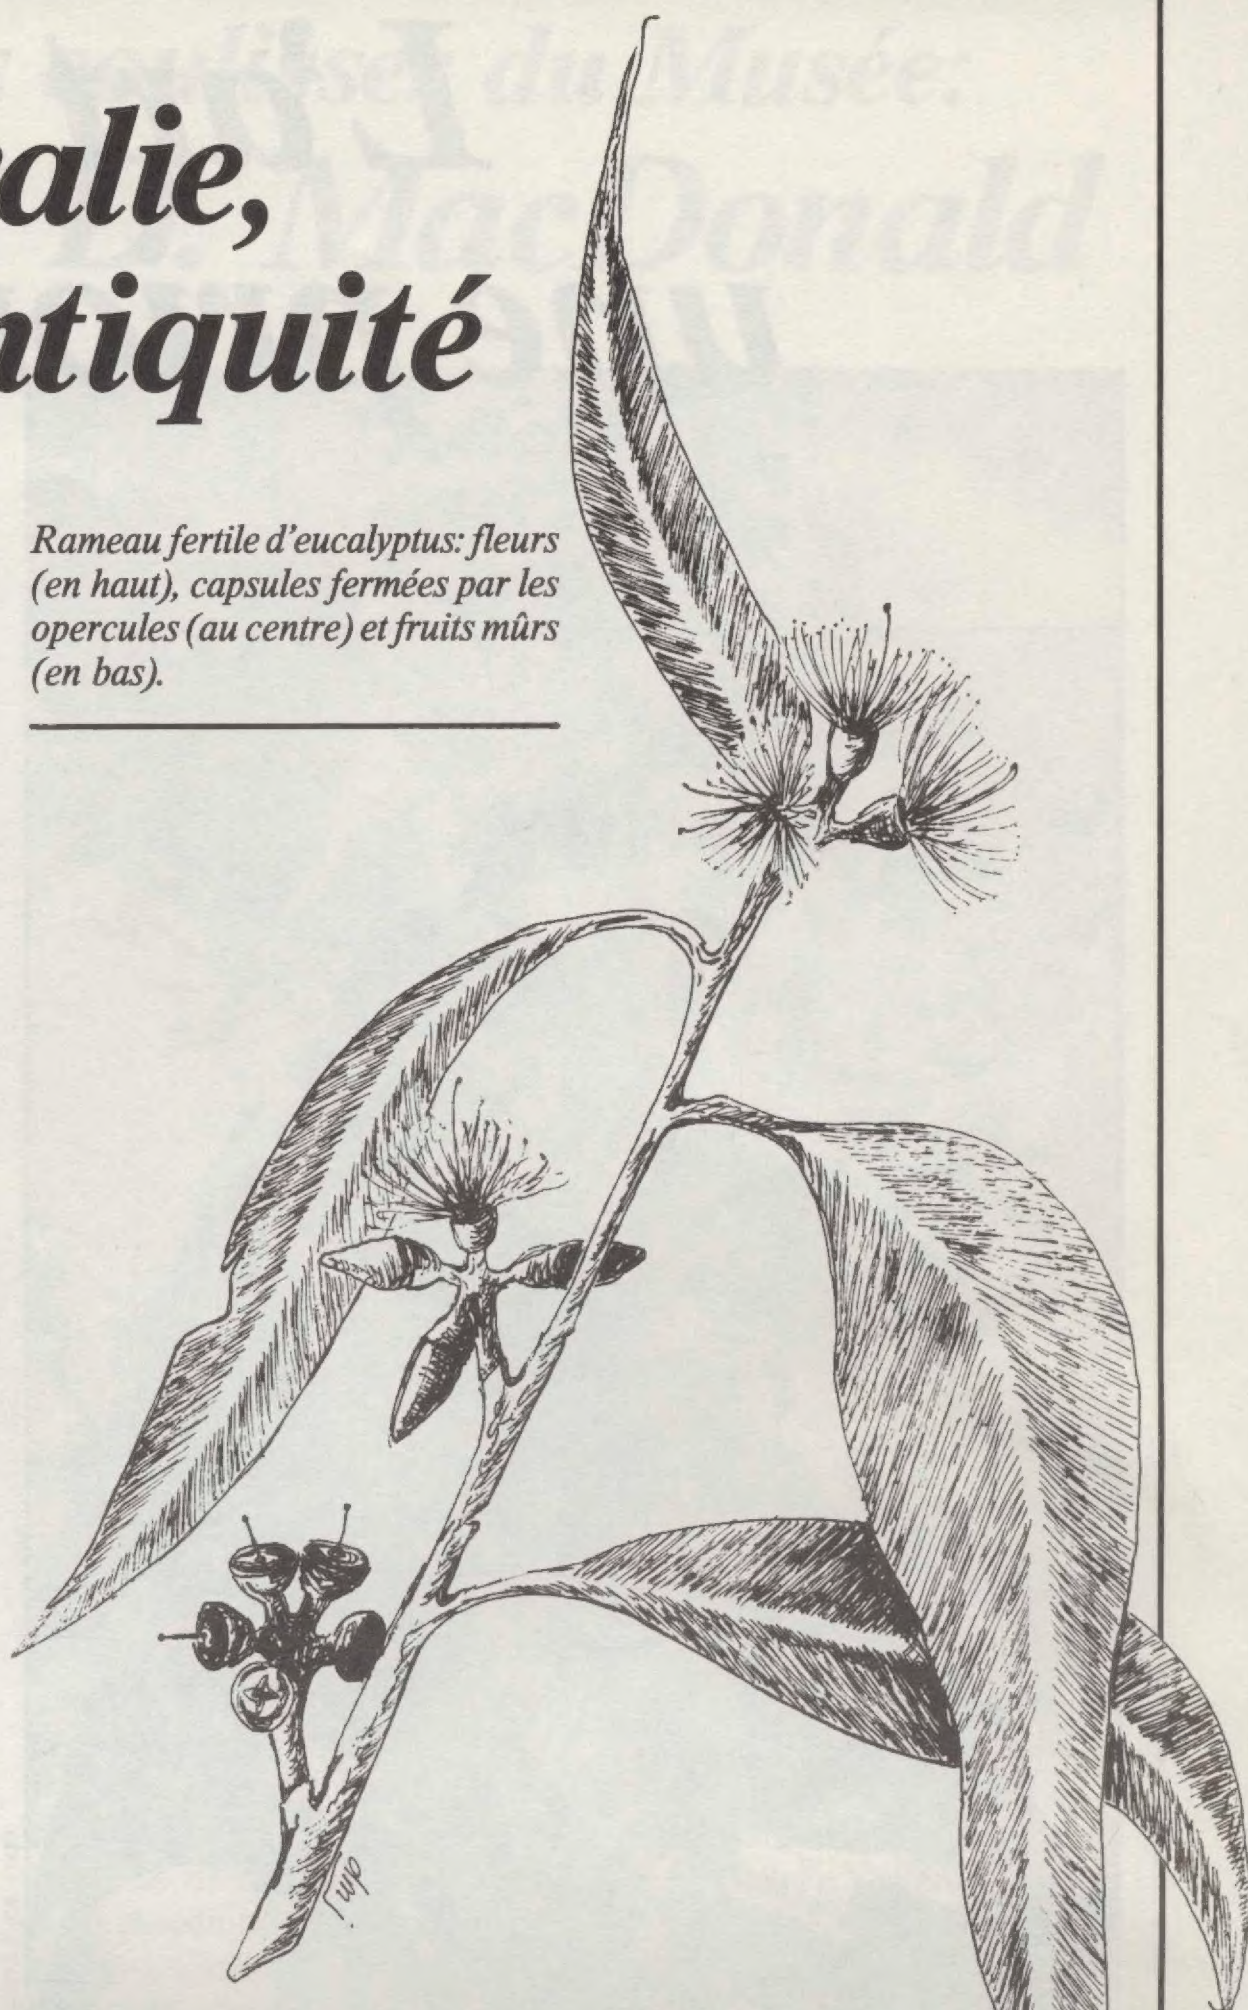 alie,
ntiquité
Rameau fertile d'eucalyptus: fleurs
(en haut), capsules fermées par les
opercules (au centre) et fruits mûrs
(en bas).